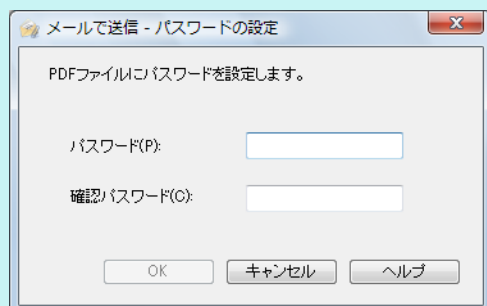 メールで送信 - パスワードの設定
PDFファイルにパスワードを設定します。
パスワード(P):
確認パスワード(C):
OK キャンセル ヘルプ